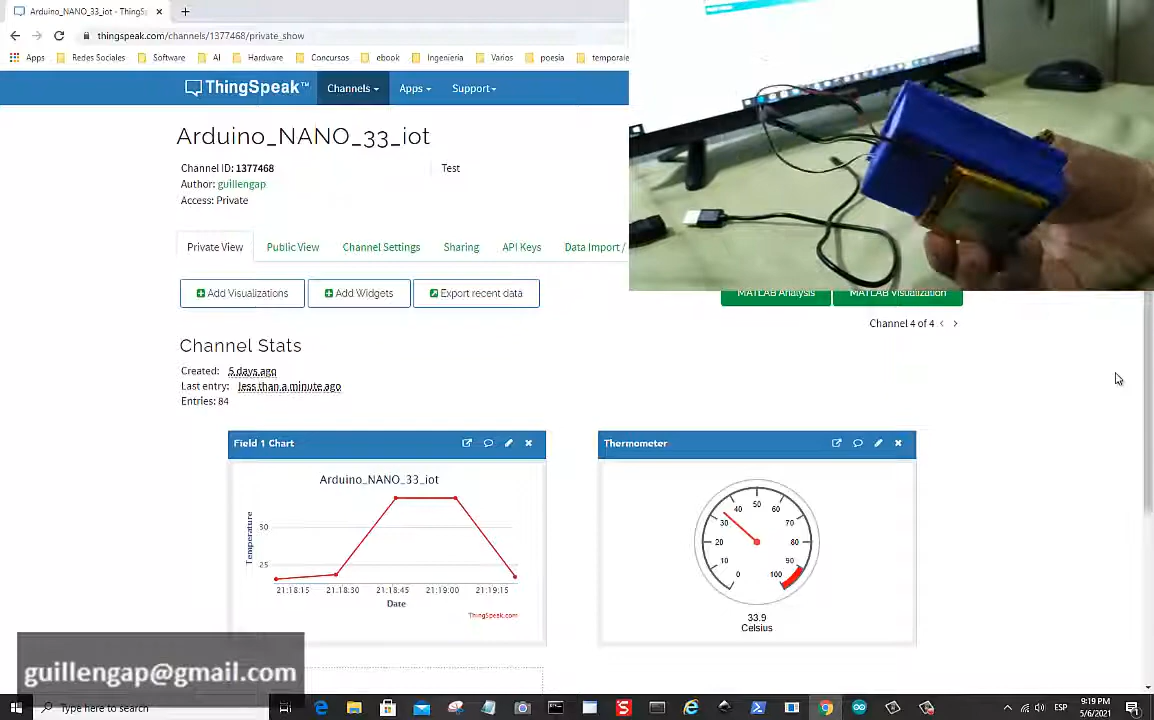 Arduino_NANO_33_iot - ThingS
thingspeak.com/channels/1377468/private_show
Apps Redes Sociales Software AI Hardware Concursos ebook Ingenieria Varios poesia temporale
ThingSpeak™ Channels Apps Support
Arduino_NANO_33_iot
Channel ID: 1377468 Test
Author: guillengap
Access: Private
Private View Public View Channel Settings Sharing API Keys Data Import /
Add Visualizations Add Widgets Export recent data MATLAB Analysis MATLAB Visualization
Channel 4 of 4
Channel Stats
Created: 5 days ago
Last entry: less than a minute ago
Entries: 84
Field 1 Chart
Arduino_NANO_33_iot
Temperature
30
25
21:18:15 21:18:30 21:18:45 21:19:00 21:19:15
Date
ThingSpeak.com
Thermometer
0 10 20 30 40 50 60 70 80 90 100
33.9
Celsius
guillengap@gmail.com
Type here to search
ESP
9:19 PM
5/6/2021